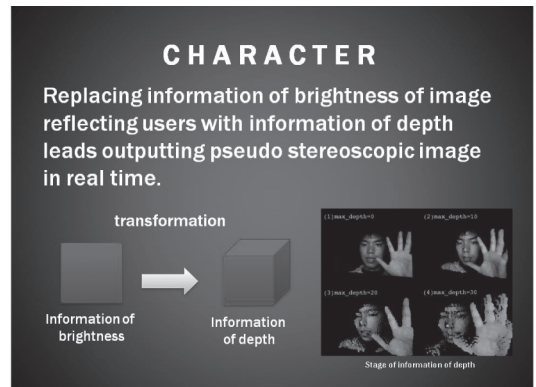 CHARACTER
Replacing information of brightness of image
reflecting users with information of depth
leads outputting pseudo stereoscopic image
in real time.
transformation
Information of
brightness
Information
of depth
(1)max_depth=0
(2)max_depth=10
(3)max_depth=20
(4)max_depth=30
Stage of information of depth